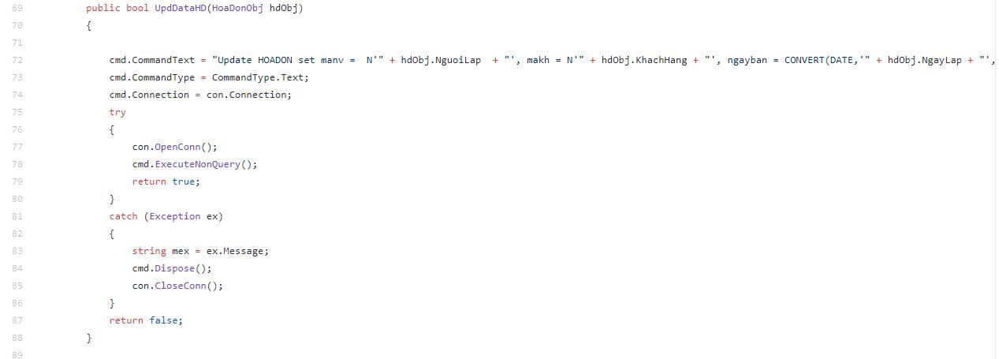 69 public bool UpdDataHD(HoaDonObj hdObj)
70 {
71
72 cmd.CommandText = "Update HOADON set manv =  N'" + hdObj.NguoiLap  + "', makh = N'" + hdObj.KhachHang + "', ngayban = CONVERT(DATE,'" + hdObj.NgayLap + "',
73 cmd.CommandType = CommandType.Text;
74 cmd.Connection = con.Connection;
75 try
76 {
77 con.OpenConn();
78 cmd.ExecuteNonQuery();
79 return true;
80 }
81 catch (Exception ex)
82 {
83 string mex = ex.Message;
84 cmd.Dispose();
85 con.CloseConn();
86 }
87 return false;
88 }
89